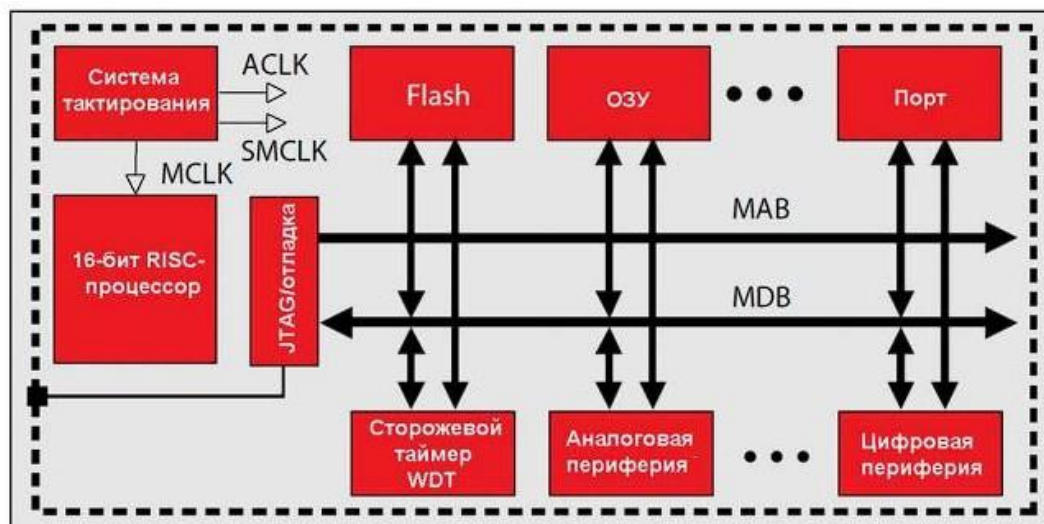 Система
тактирования
ACLK
SMCLK
MCLK
Flash
ОЗУ
Порт
16-бит RISC-
процессор
JTAG/отладка
MAB
MDB
Сторожевой
таймер
WDT
Аналоговая
периферия
Цифровая
периферия